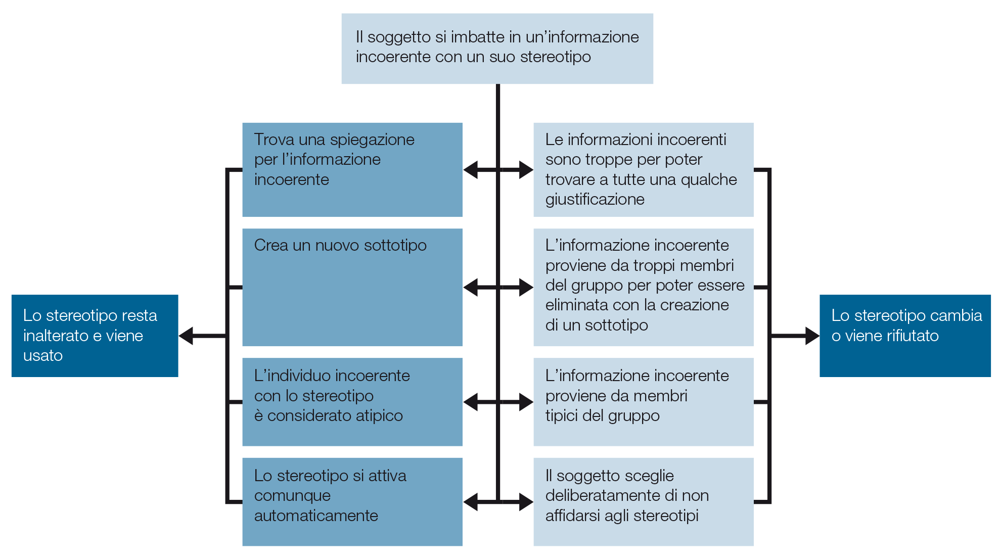 Il soggetto si imbatte in un’informazione
incoerente con un suo stereotipo
Trova una spiegazione
per l’informazione
incoerente
Le informazioni incoerenti
sono troppe per poter
trovare a tutte una qualche
giustificazione
Crea un nuovo sottotipo
L’informazione incoerente
proviene da troppi membri
del gruppo per poter essere
eliminata con la creazione
di un sottotipo
Lo stereotipo resta
inalterato e viene
usato
Lo stereotipo cambia
o viene rifiutato
L’individuo incoerente
con lo stereotipo
è considerato atipico
L’informazione incoerente
proviene da membri
tipici del gruppo
Lo stereotipo si attiva
comunque
automaticamente
Il soggetto sceglie
deliberatamente di non
affidarsi agli stereotipi